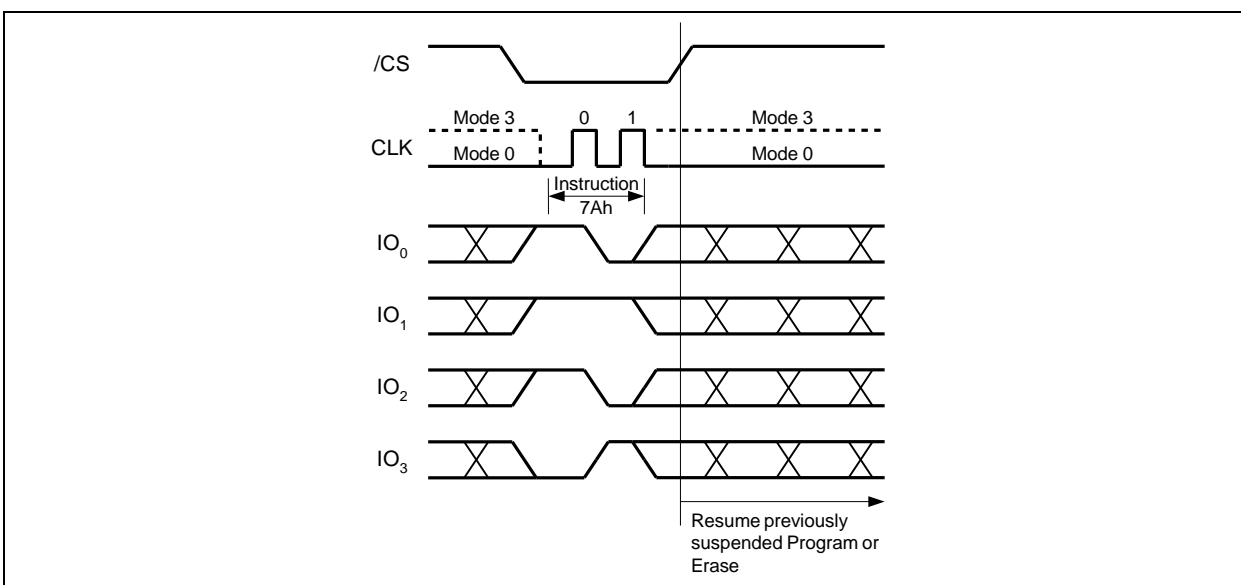 /CS
Mode 3 0 1 Mode 3
CLK
Mode 0 Mode 0
Instruction
7Ah
IO0
IO1
IO2
IO3
Resume previously
suspended Program or
Erase